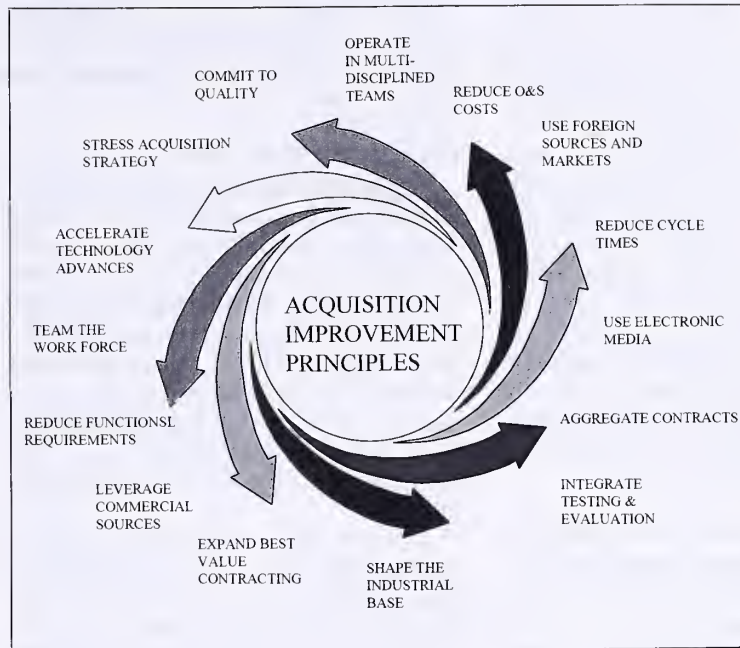 OPERATE
IN MULTI-
DISCIPLINED
TEAMS
COMMIT TO
QUALITY
REDUCE O&S
COSTS
STRESS ACQUISITION
STRATEGY
USE FOREIGN
SOURCES AND
MARKETS
ACCELERATE
TECHNOLOGY
ADVANCES
REDUCE CYCLE
TIMES
ACQUISITION
IMPROVEMENT
PRINCIPLES
TEAM THE
WORK FORCE
USE ELECTRONIC
MEDIA
REDUCE FUNCTIONSL
REQUIREMENTS
AGGREGATE CONTRACTS
LEVERAGE
COMMERCIAL
SOURCES
INTEGRATE
TESTING &
EVALUATION
EXPAND BEST
VALUE
CONTRACTING
SHAPE THE
INDUSTRIAL
BASE